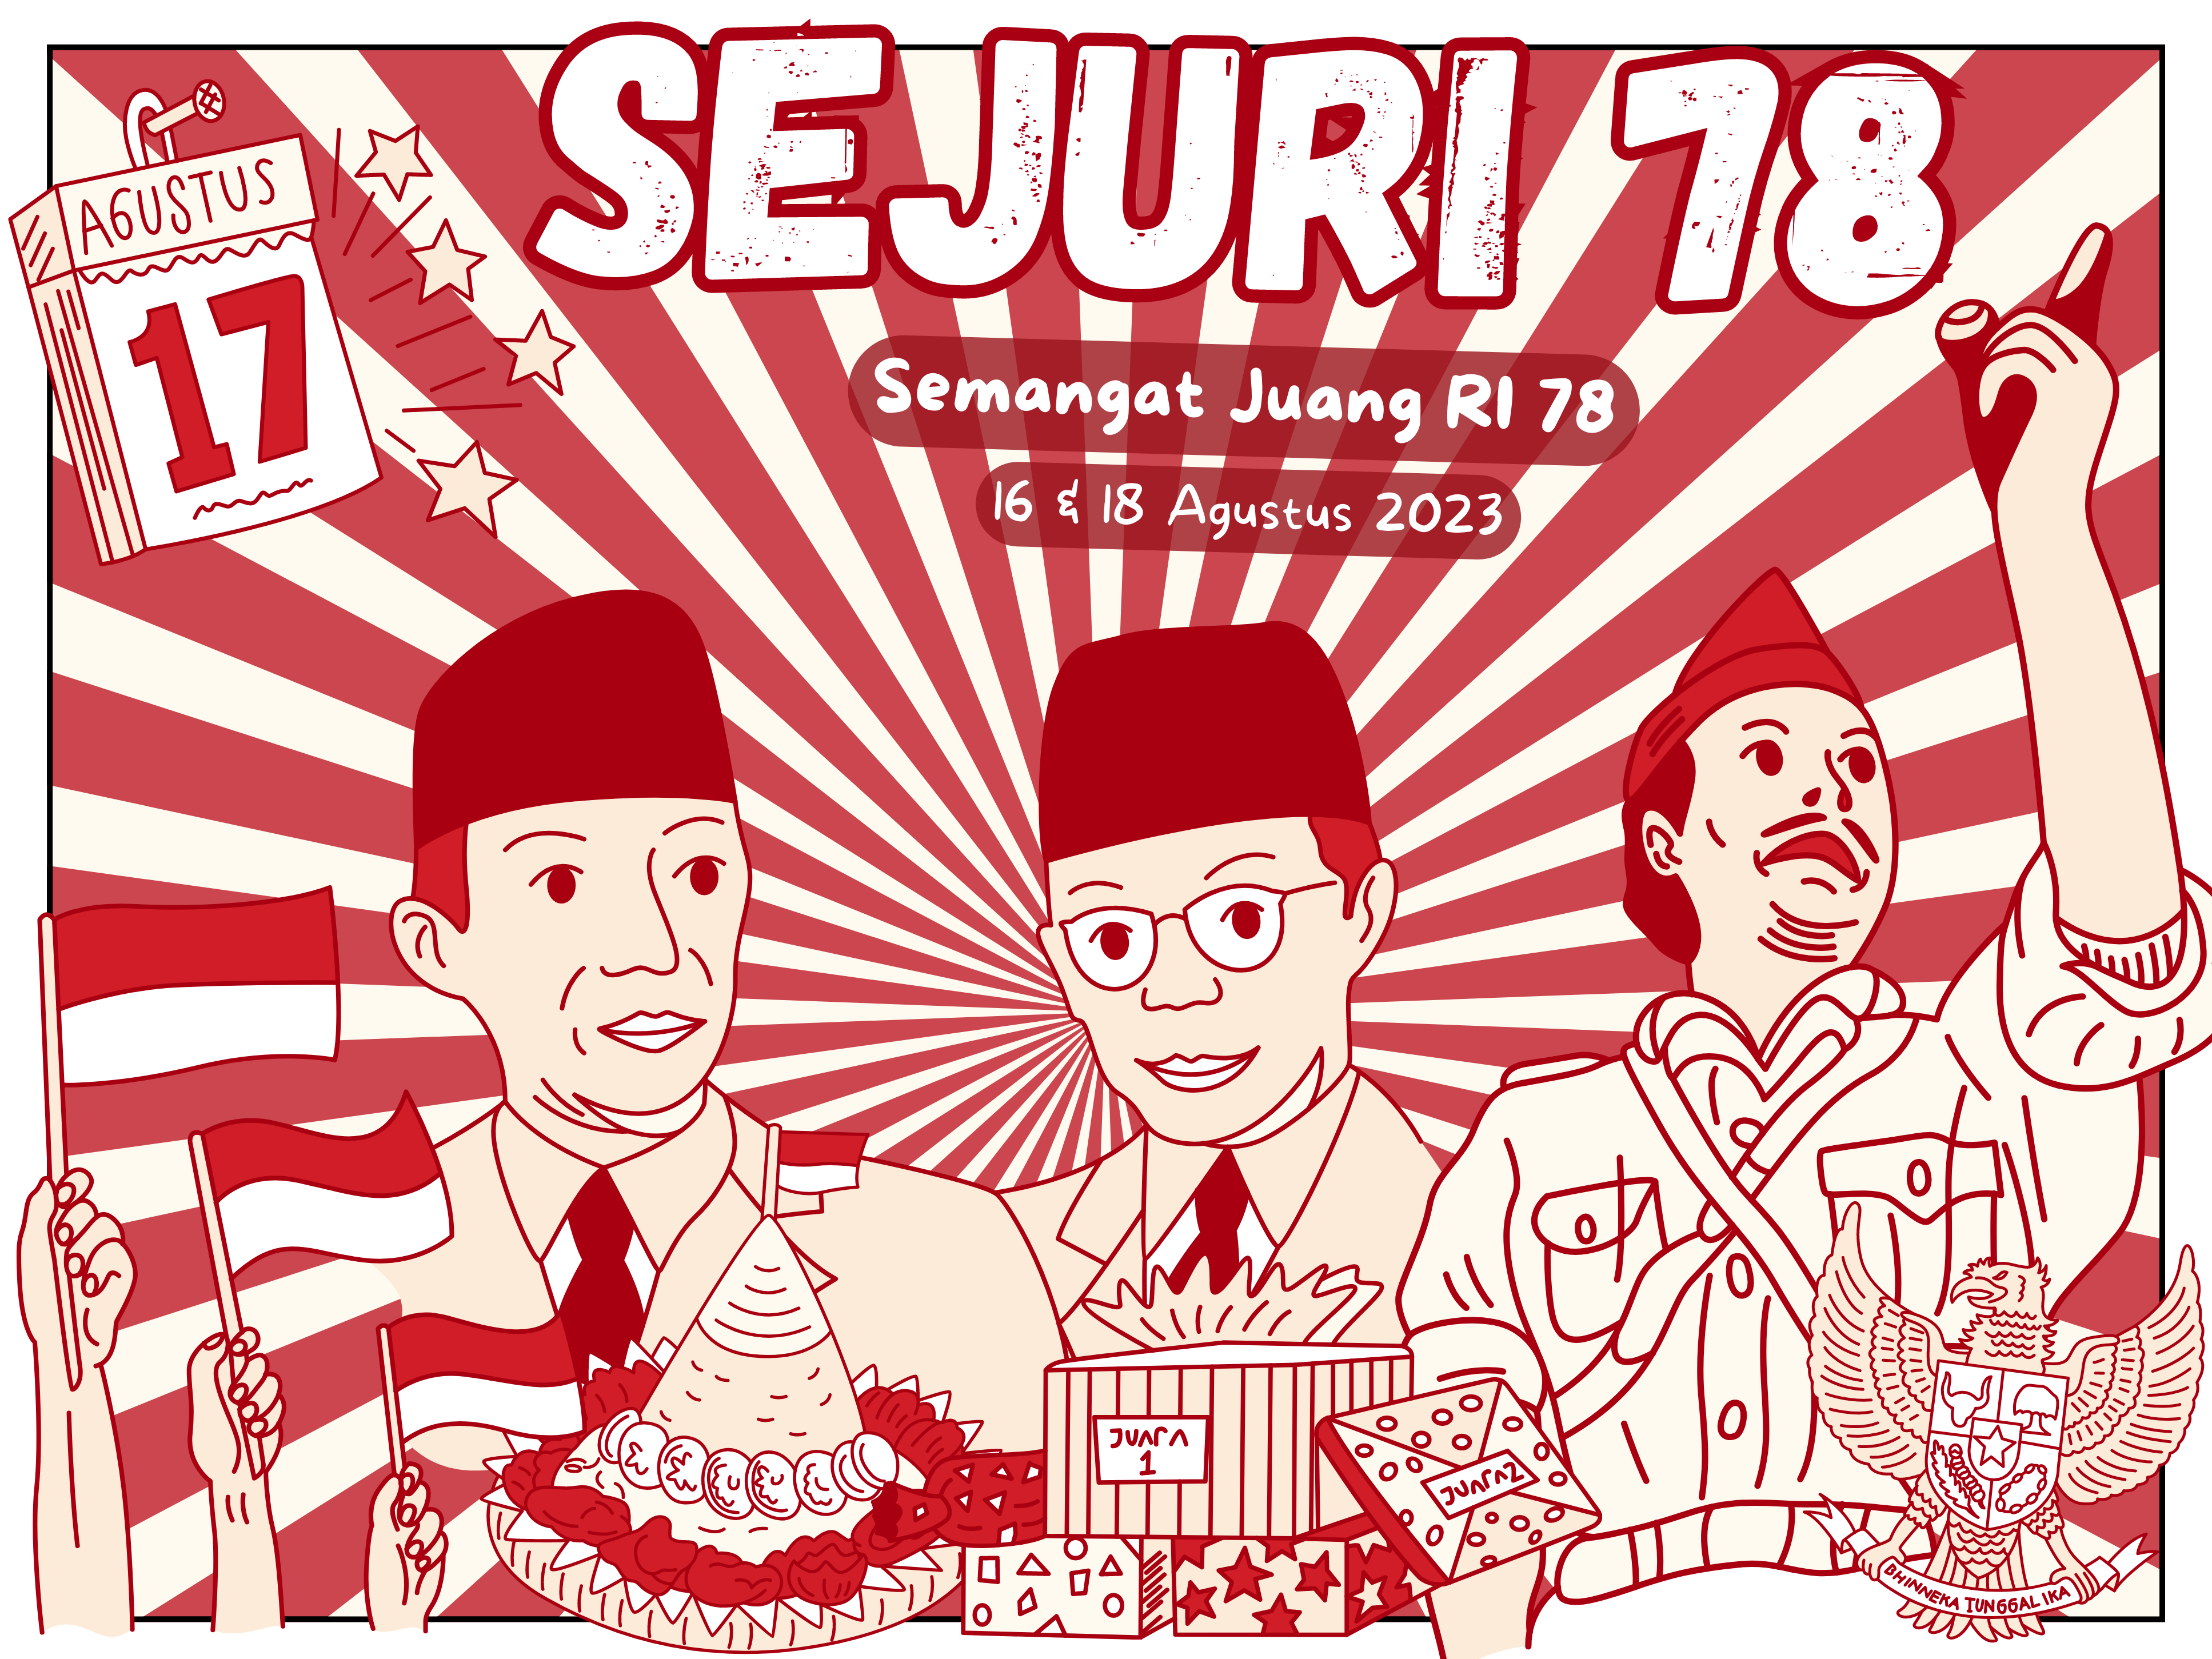 SEJURI 78
AGUSTUS
17
Semangat Juang RI 78
16 & 18 Agustus 2023
JUARA
1
JUARA 2
BHINNEKA TUNGGAL IKA